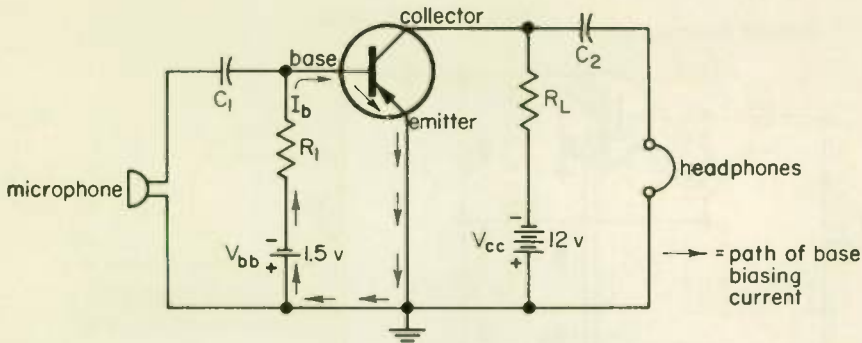 collector
C2
base
C1
Ib
RL
emitter
R1
microphone
headphones
-
-
Vbb
1.5 v
Vcc
12 v
+
+
= path of base
biasing
current